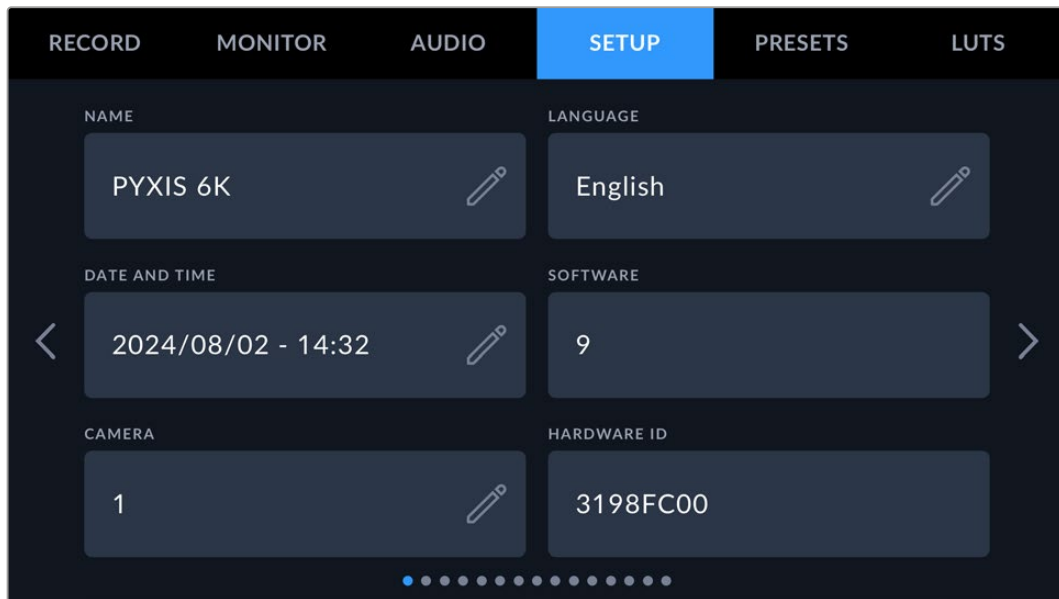 RECORD MONITOR AUDIO SETUP PRESETS LUTS
NAME LANGUAGE
PYXIS 6K English
DATE AND TIME SOFTWARE
2024/08/02 - 14:32 9
CAMERA HARDWARE ID
1 3198FC00